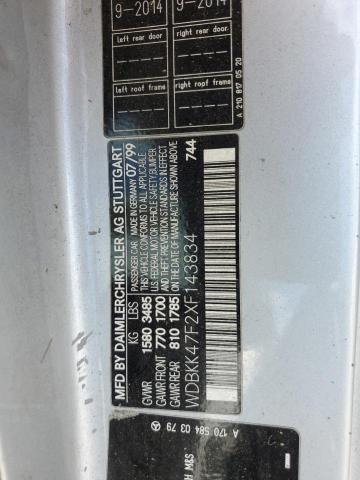 9-2014 9-2014
left rear door right rear door
left roof frame right roof frame
A 210 817 05 20
MFD BY DAIMLERCHRYSLER AG STUTTGART
PASSENGER CAR MADE IN GERMANY 07/99
THIS VEHICLE CONFORMS TO ALL APPLICABLE
U.S. FEDERAL MOTOR VEHICLE SAFETY BUMPER
AND THEFT PREVENTION STANDARDS IN EFFECT
ON THE DATE OF MANUFACTURE SHOWN ABOVE
KG LBS
GVWR 1580 3485
GAWR FRONT 770 1700
GAWR REAR 810 1785
744
WDBKK47F2XF143834
A 170 584 03 79